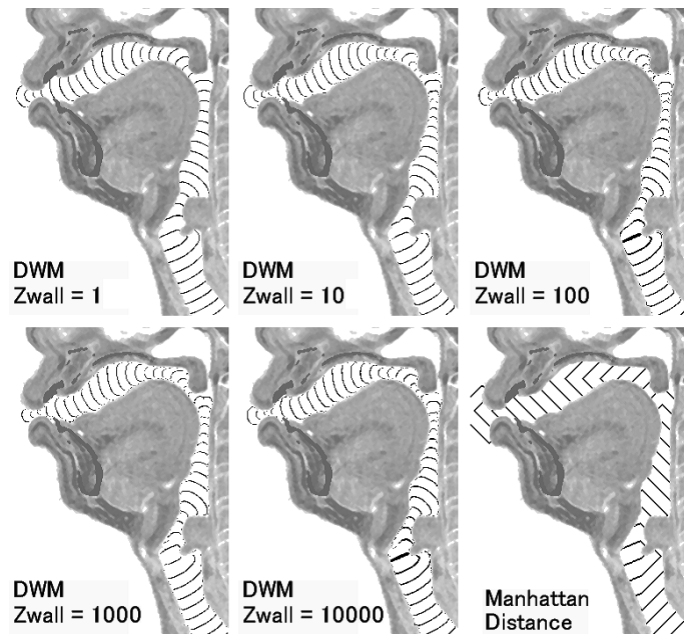 DWM
Zwall = 1
DWM
Zwall = 10
DWM
Zwall = 100
DWM
Zwall = 1000
DWM
Zwall = 10000
Manhattan
Distance